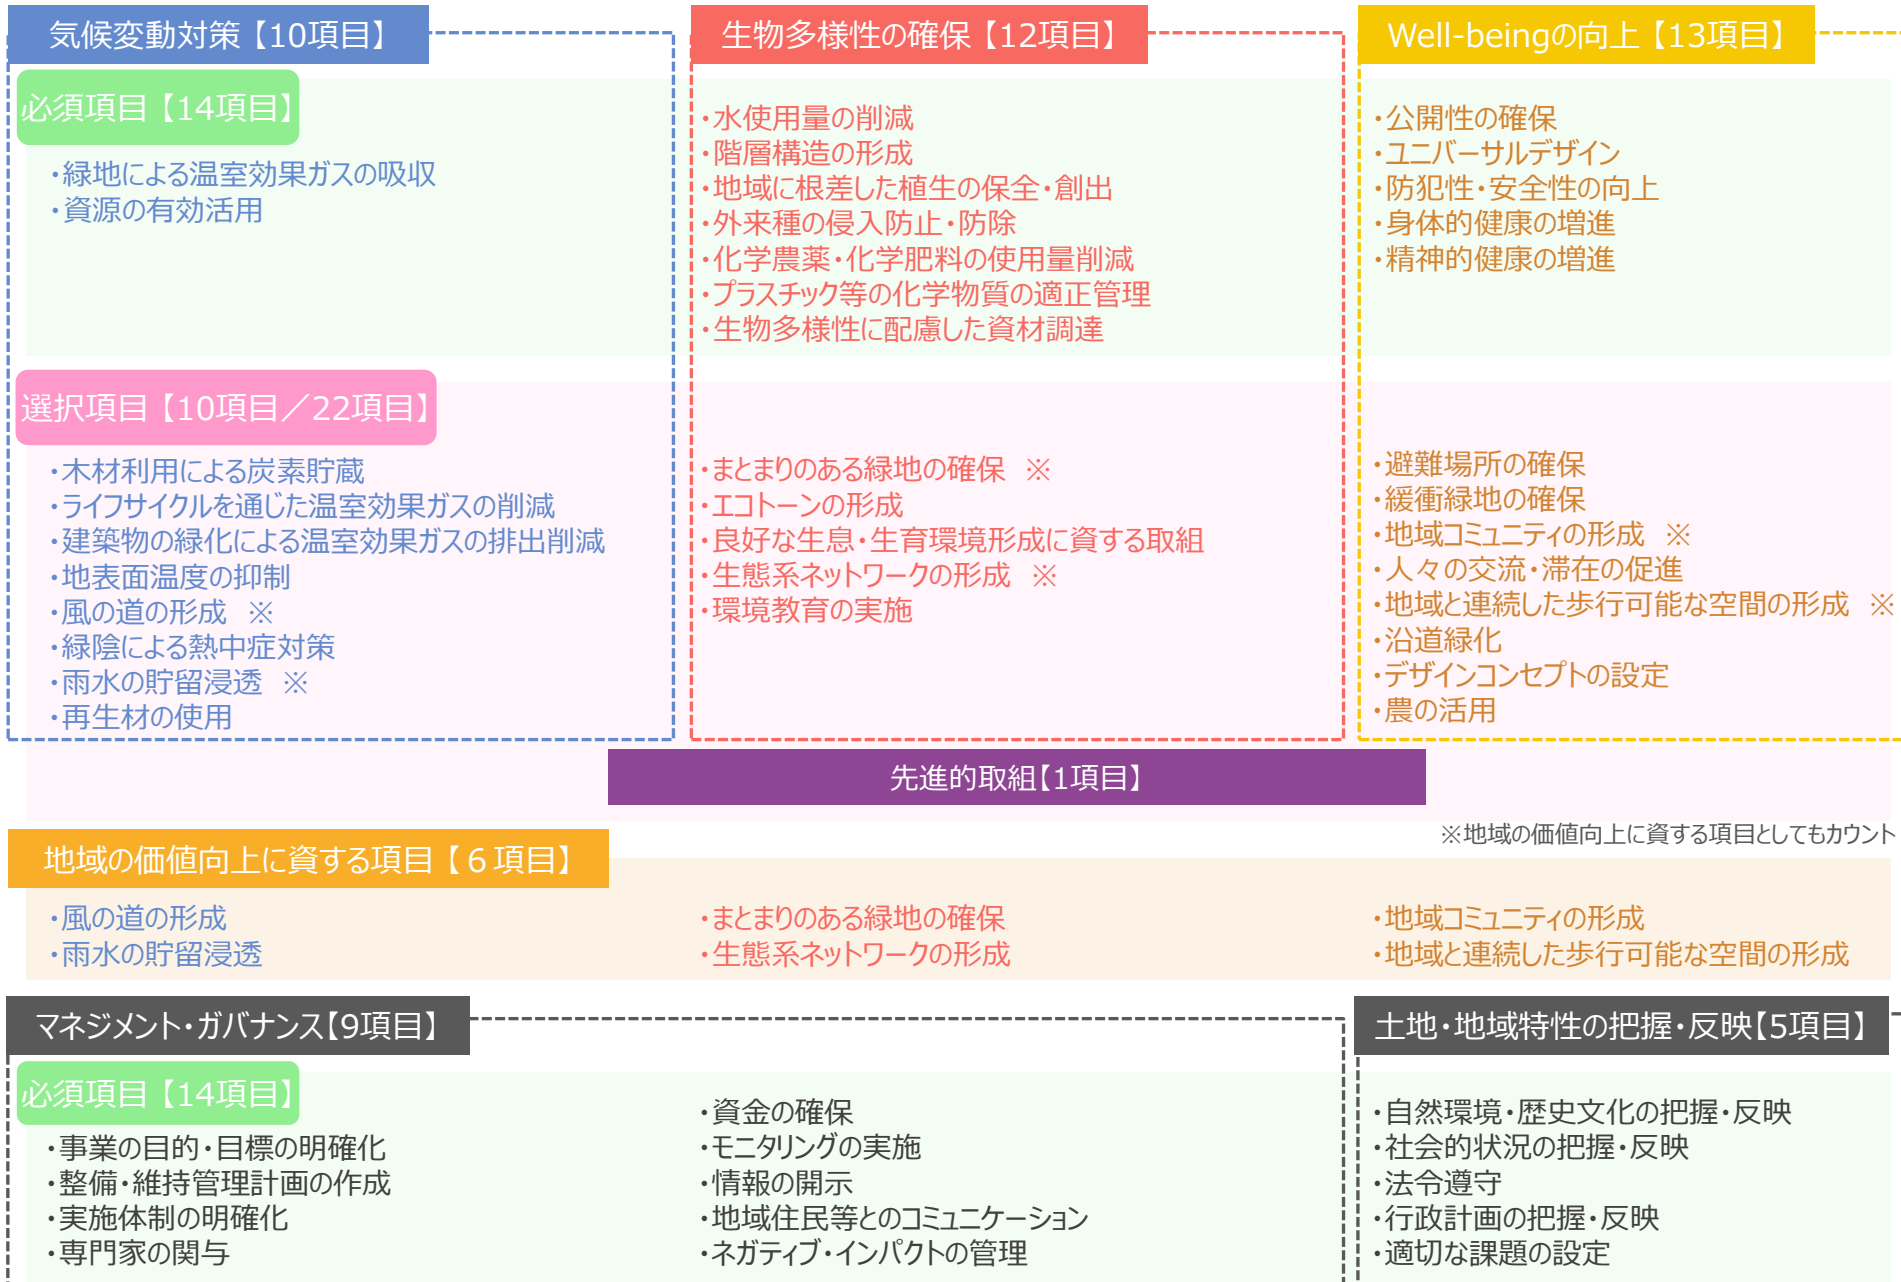 気候変動対策【10項目】
生物多様性の確保【12項目】
Well-beingの向上【13項目】
必須項目【14項目】
・緑地による温室効果ガスの吸収
・資源の有効活用
・水使用量の削減
・階層構造の形成
・地域に根差した植生の保全・創出
・外来種の侵入防止・防除
・化学農薬・化学肥料の使用量削減
・プラスチック等の化学物質の適正管理
・生物多様性に配慮した資材調達
・公開性の確保
・ユニバーサルデザイン
・防犯性・安全性の向上
・身体的健康の増進
・精神的健康の増進
選択項目【10項目／22項目】
・木材利用による炭素貯蔵
・ライフサイクルを通じた温室効果ガスの削減
・建築物の緑化による温室効果ガスの排出削減
・地表面温度の抑制
・風の道の形成　※
・緑陰による熱中症対策
・雨水の貯留浸透　※
・再生材の使用
・まとまりのある緑地の確保　※
・エコトーンの形成
・良好な生息・生育環境形成に資する取組
・生態系ネットワークの形成　※
・環境教育の実施
・避難場所の確保
・緩衝緑地の確保
・地域コミュニティの形成　※
・人々の交流・滞在の促進
・地域と連続した歩行可能な空間の形成　※
・沿道緑化
・デザインコンセプトの設定
・農の活用
先進的取組【1項目】
※地域の価値向上に資する項目としてもカウント
地域の価値向上に資する項目【６項目】
・風の道の形成
・雨水の貯留浸透
・まとまりのある緑地の確保
・生態系ネットワークの形成
・地域コミュニティの形成
・地域と連続した歩行可能な空間の形成
マネジメント・ガバナンス【9項目】
土地・地域特性の把握・反映【5項目】
必須項目【14項目】
・事業の目的・目標の明確化
・整備・維持管理計画の作成
・実施体制の明確化
・専門家の関与
・資金の確保
・モニタリングの実施
・情報の開示
・地域住民等とのコミュニケーション
・ネガティブ・インパクトの管理
・自然環境・歴史文化の把握・反映
・社会的状況の把握・反映
・法令遵守
・行政計画の把握・反映
・適切な課題の設定